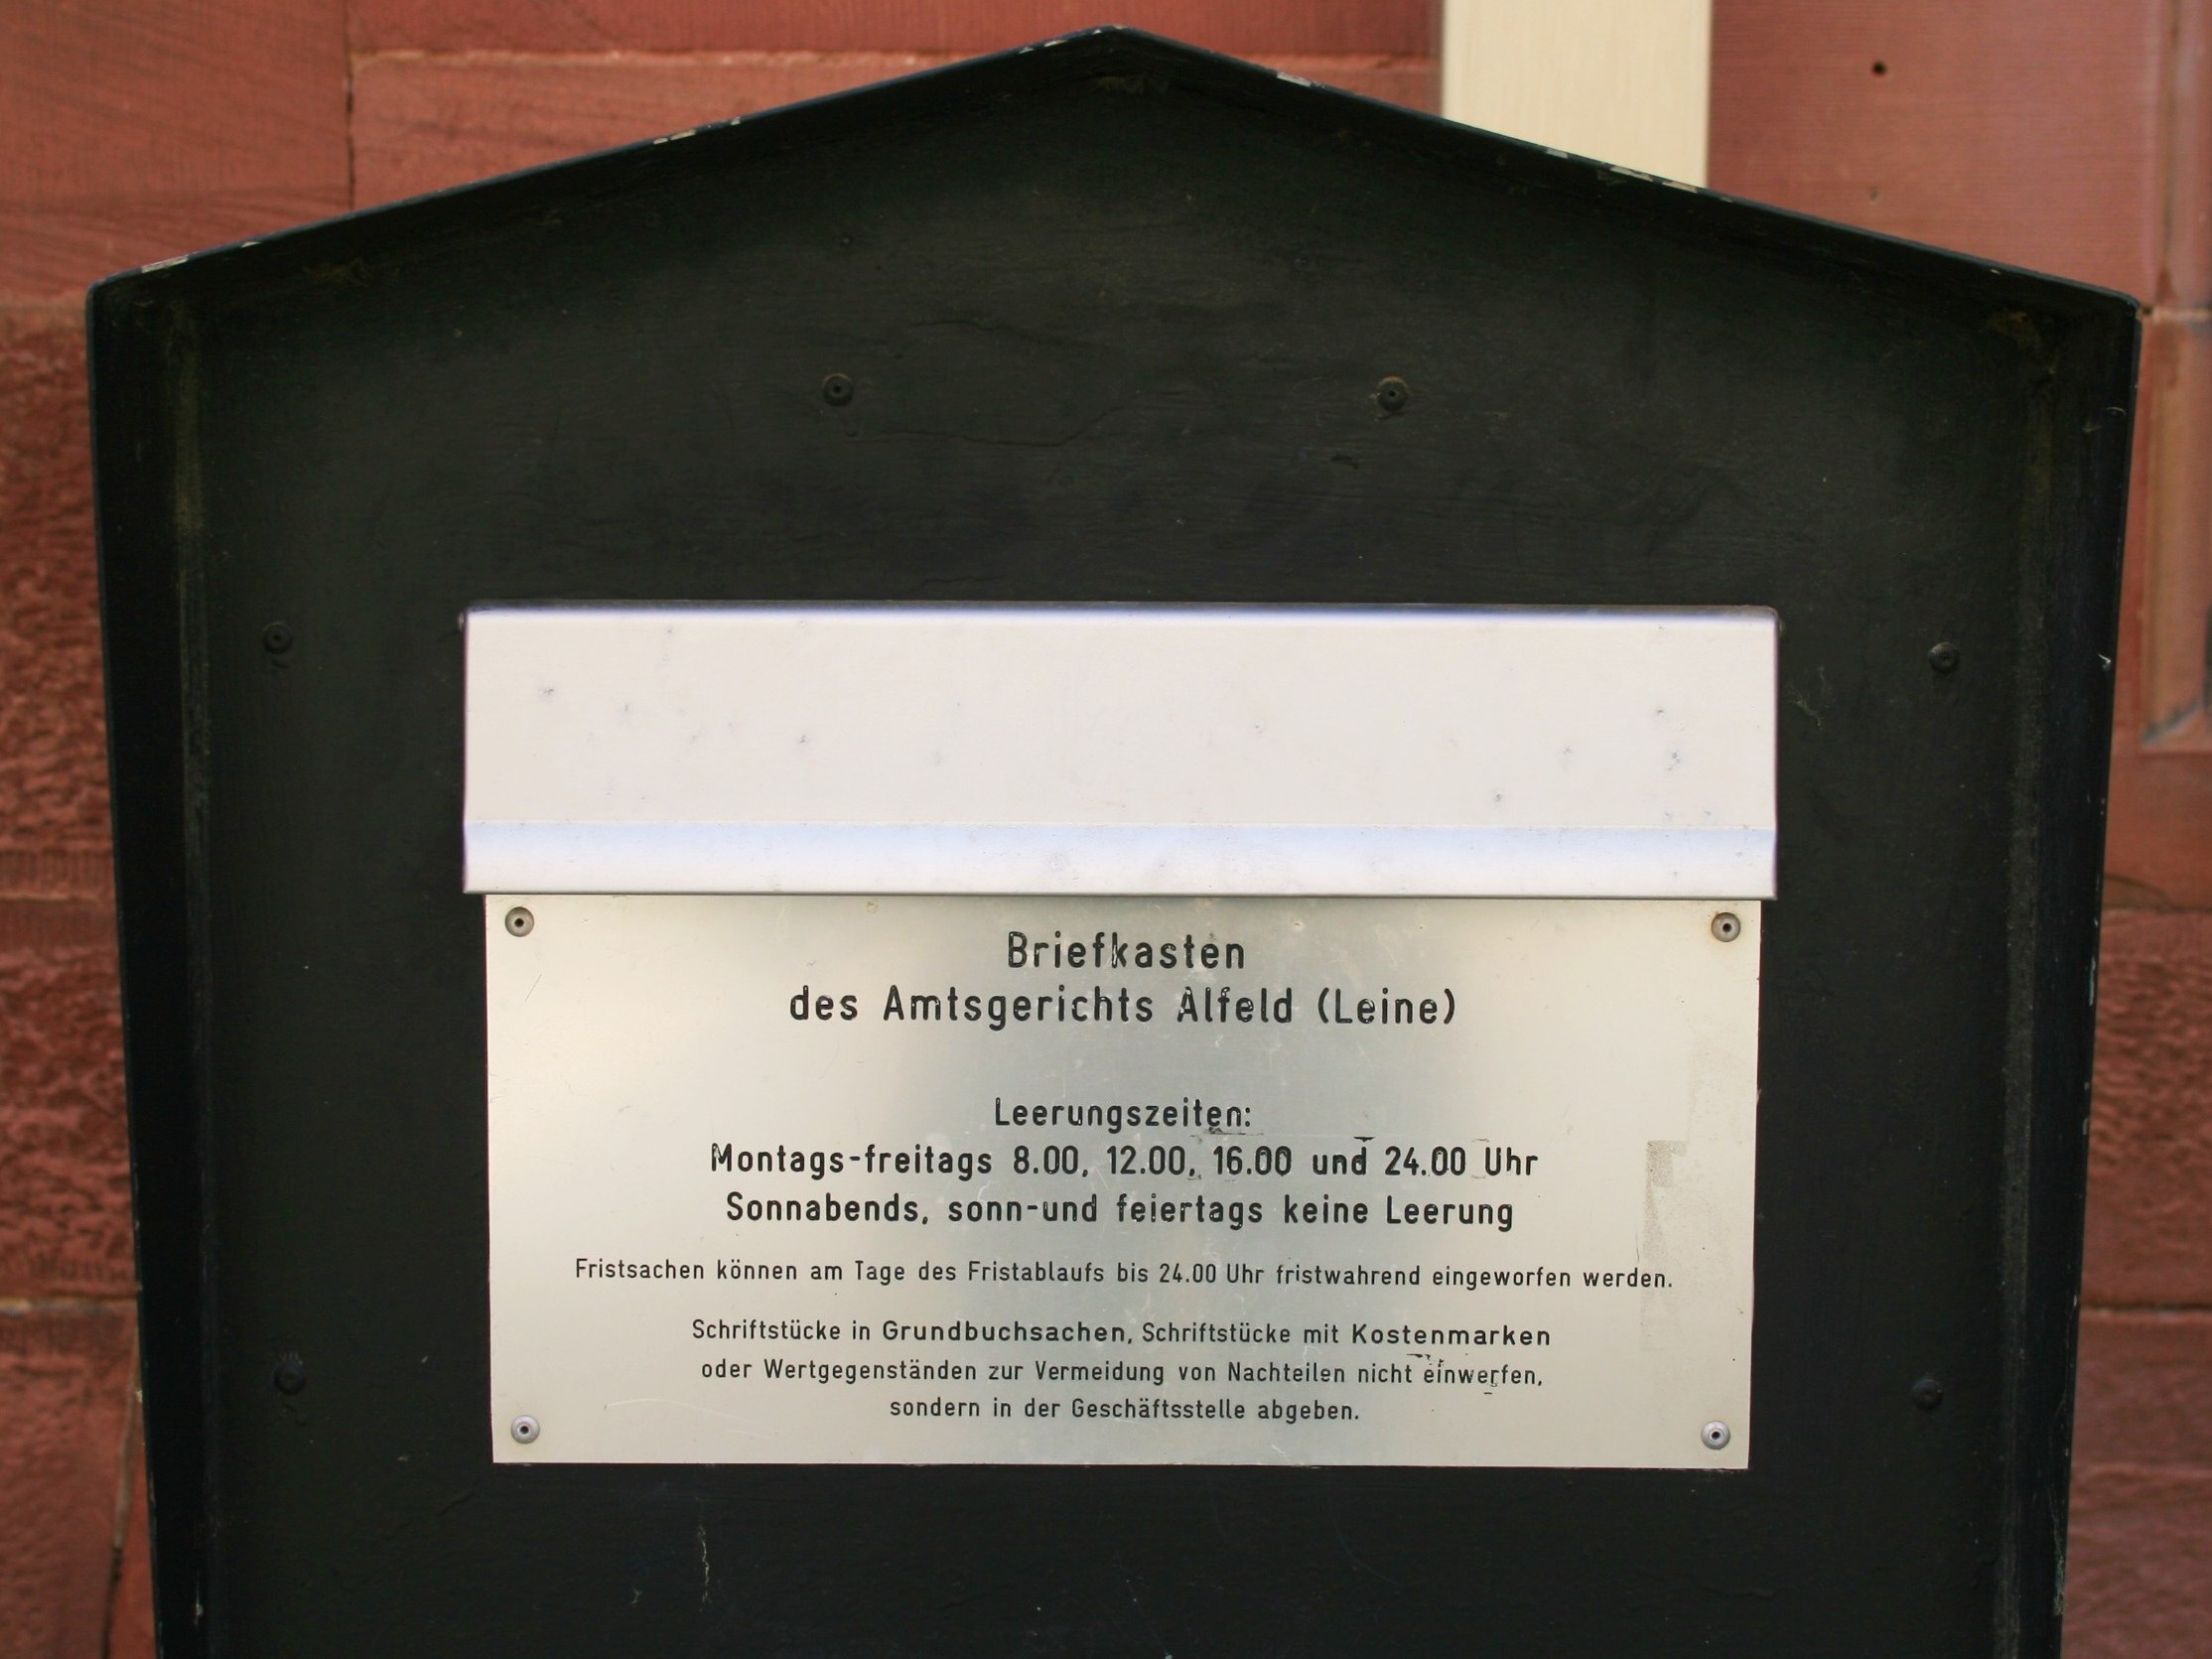 Briefkasten
des Amtsgerichts Alfeld (Leine)
Leerungszeiten:
Montags-freitags 8.00, 12.00, 16.00 und 24.00 Uhr
Sonnabends, sonn-und feiertags keine Leerung
Fristsachen können am Tage des Fristablaufs bis 24.00 Uhr fristwahrend eingeworfen werden.
Schriftstücke in Grundbuchsachen, Schriftstücke mit Kostenmarken
oder Wertgegenständen zur Vermeidung von Nachteilen nicht einwerfen,
sondern in der Geschäftsstelle abgeben.